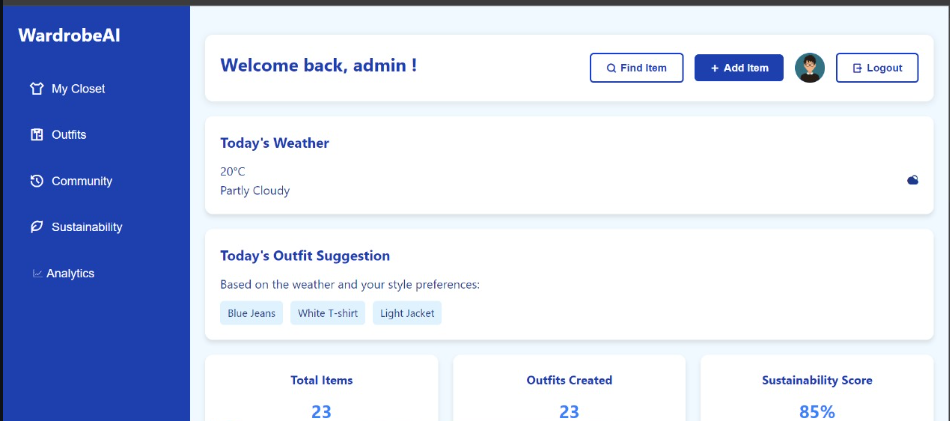 WardrobeAI
My Closet
Outfits
Community
Sustainability
Analytics
Welcome back, admin !
Find Item
+ Add Item
Logout
Today's Weather
20°C
Partly Cloudy
Today's Outfit Suggestion
Based on the weather and your style preferences:
Blue Jeans White T-shirt Light Jacket
Total Items Outfits Created Sustainability Score
23 23 85%